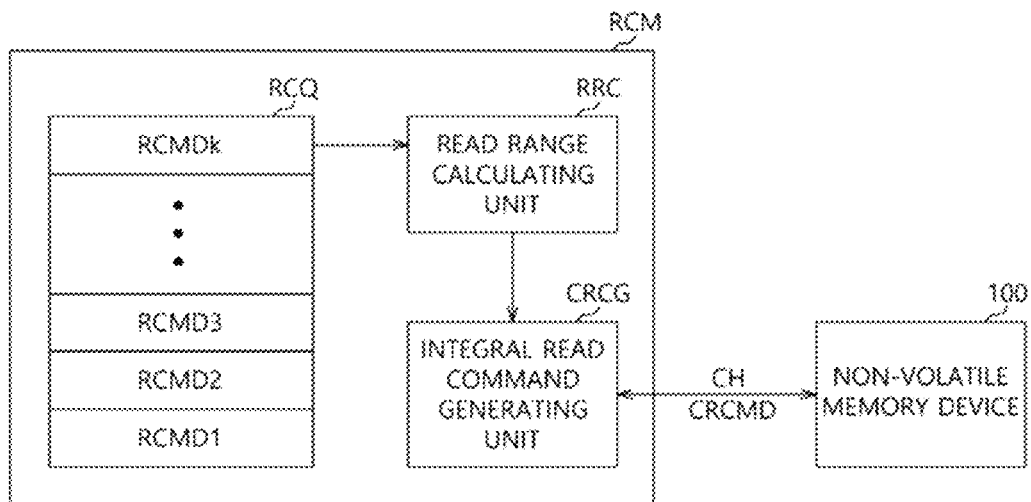 RCM
RCQ
RCMDk
RCMD3
RCMD2
RCMD1
RRC
READ RANGE
CALCULATING
UNIT
CRCG
INTEGRAL READ
COMMAND
GENERATING
UNIT
CH
CRCMD
100
NON-VOLATILE
MEMORY DEVICE